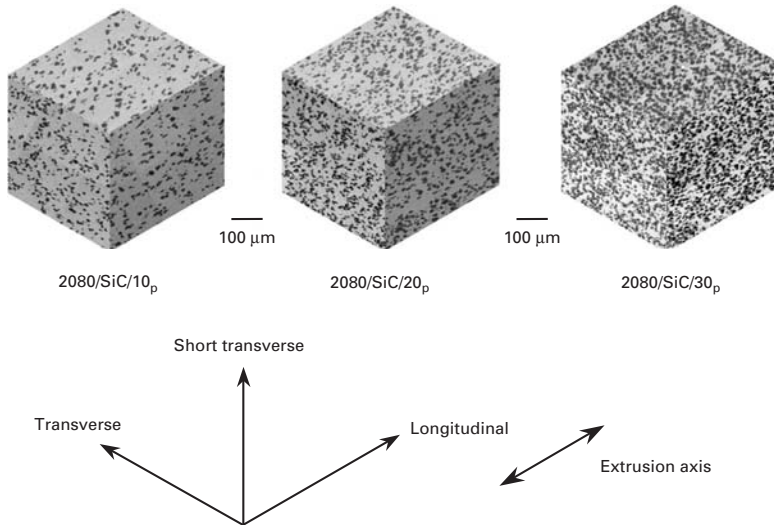 100 μm
100 μm
2080/SiC/10p
2080/SiC/20p
2080/SiC/30p
Short transverse
Transverse
Longitudinal
Extrusion axis